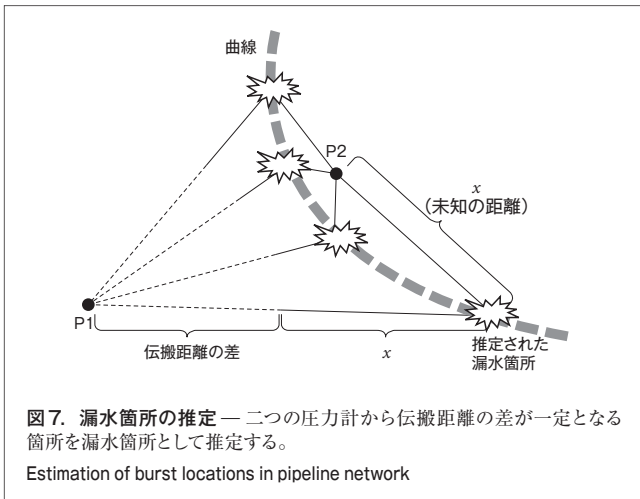 曲線
P2
x
(未知の距離)
P1
伝搬距離の差
x
推定された
漏水箇所
図7. 漏水箇所の推定 — 二つの圧力計から伝搬距離の差が一定となる
箇所を漏水箇所として推定する。
Estimation of burst locations in pipeline network